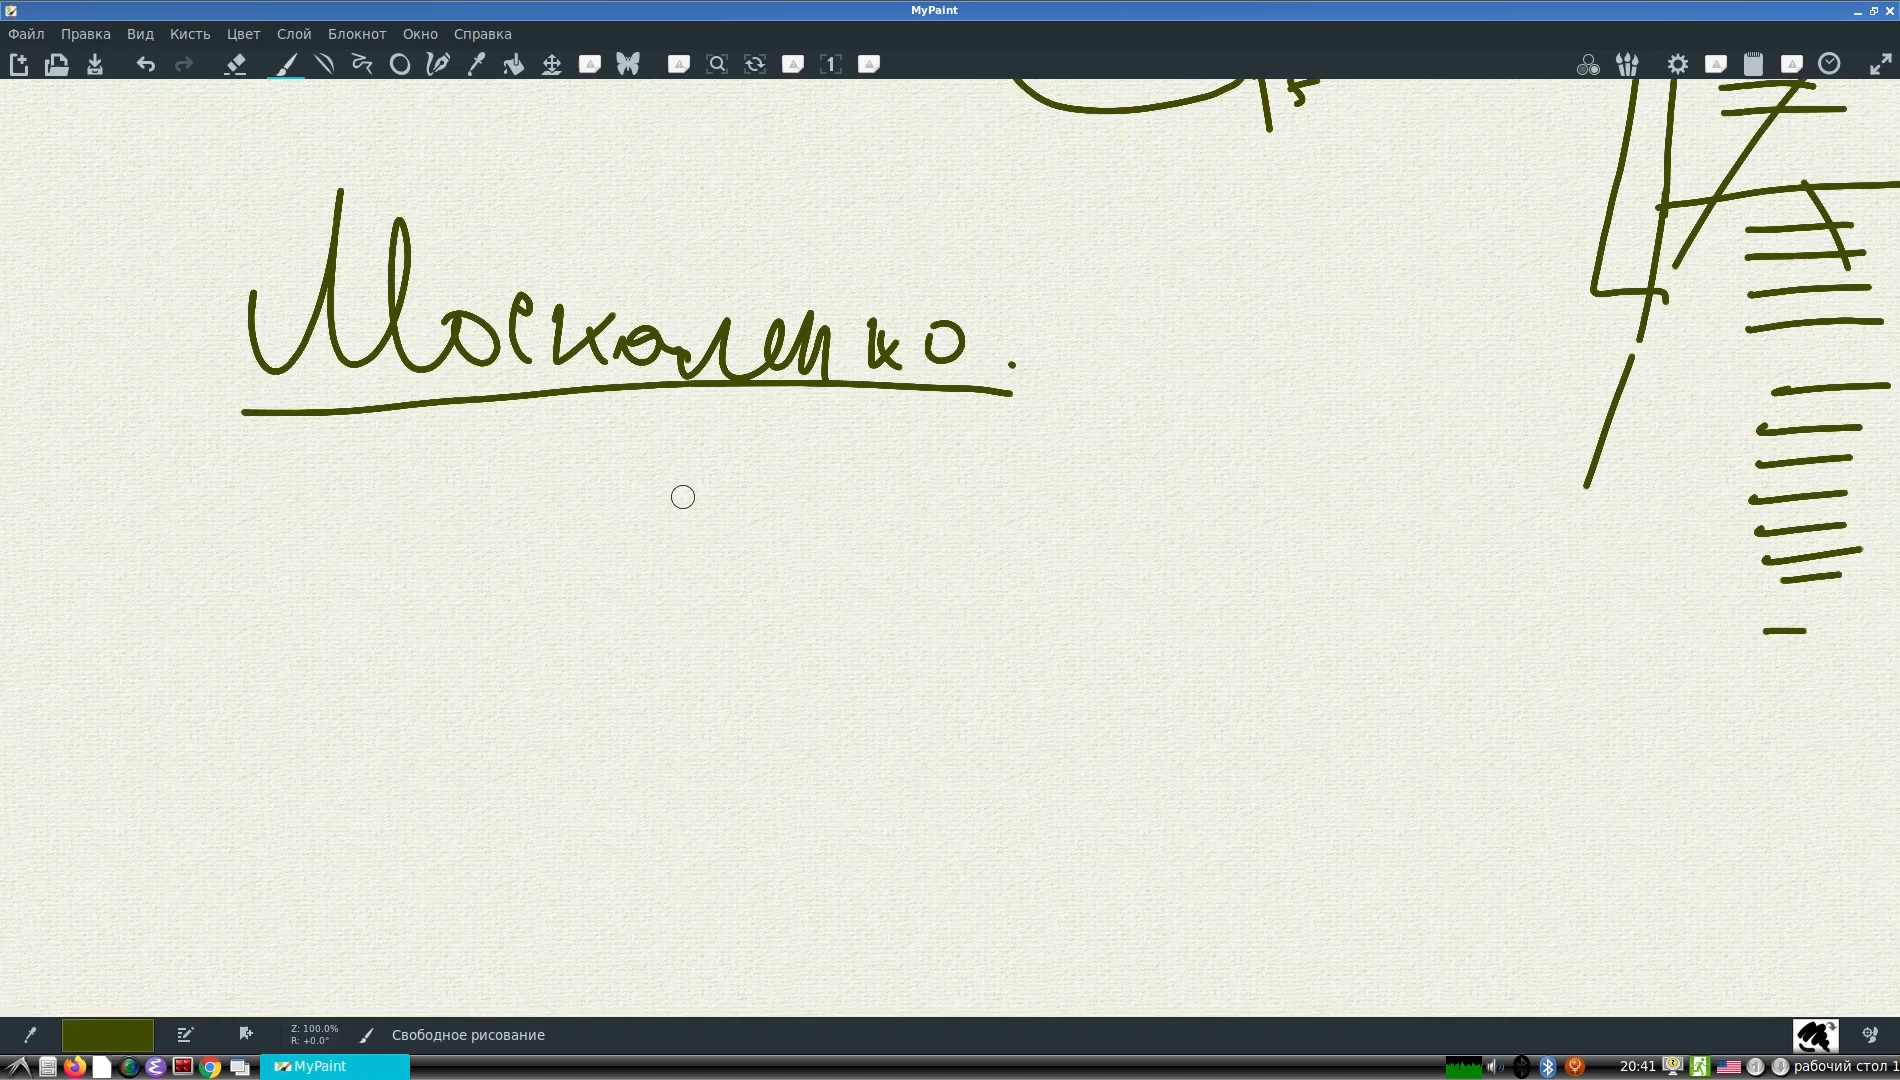 MyPaint
Файл Правка Вид Кисть Цвет Слой Блокнот Окно Справка
Москаленко.
Z: 100.0%
R: +0.0°
Свободное рисование
MyPaint
20:41
рабочий стол 1